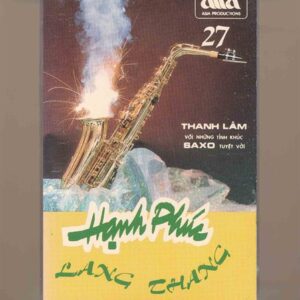 asia
ASIA PRODUCTIONS
27
THANH LÂM
VỚI NHỮNG TÌNH KHÚC
SAXO TUYỆT VỜI
Hạnh Phúc
LANG THANG